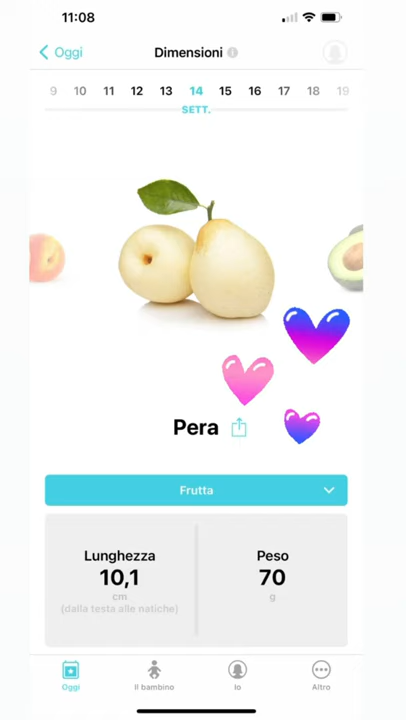 11:08
Oggi
Dimensioni
9 10 11 12 13 14 15 16 17 18 19
SETT.
Pera
Frutta
Lunghezza
10,1
cm
(dalla testa alle natiche)
Peso
70
g
Oggi Il bambino Io Altro